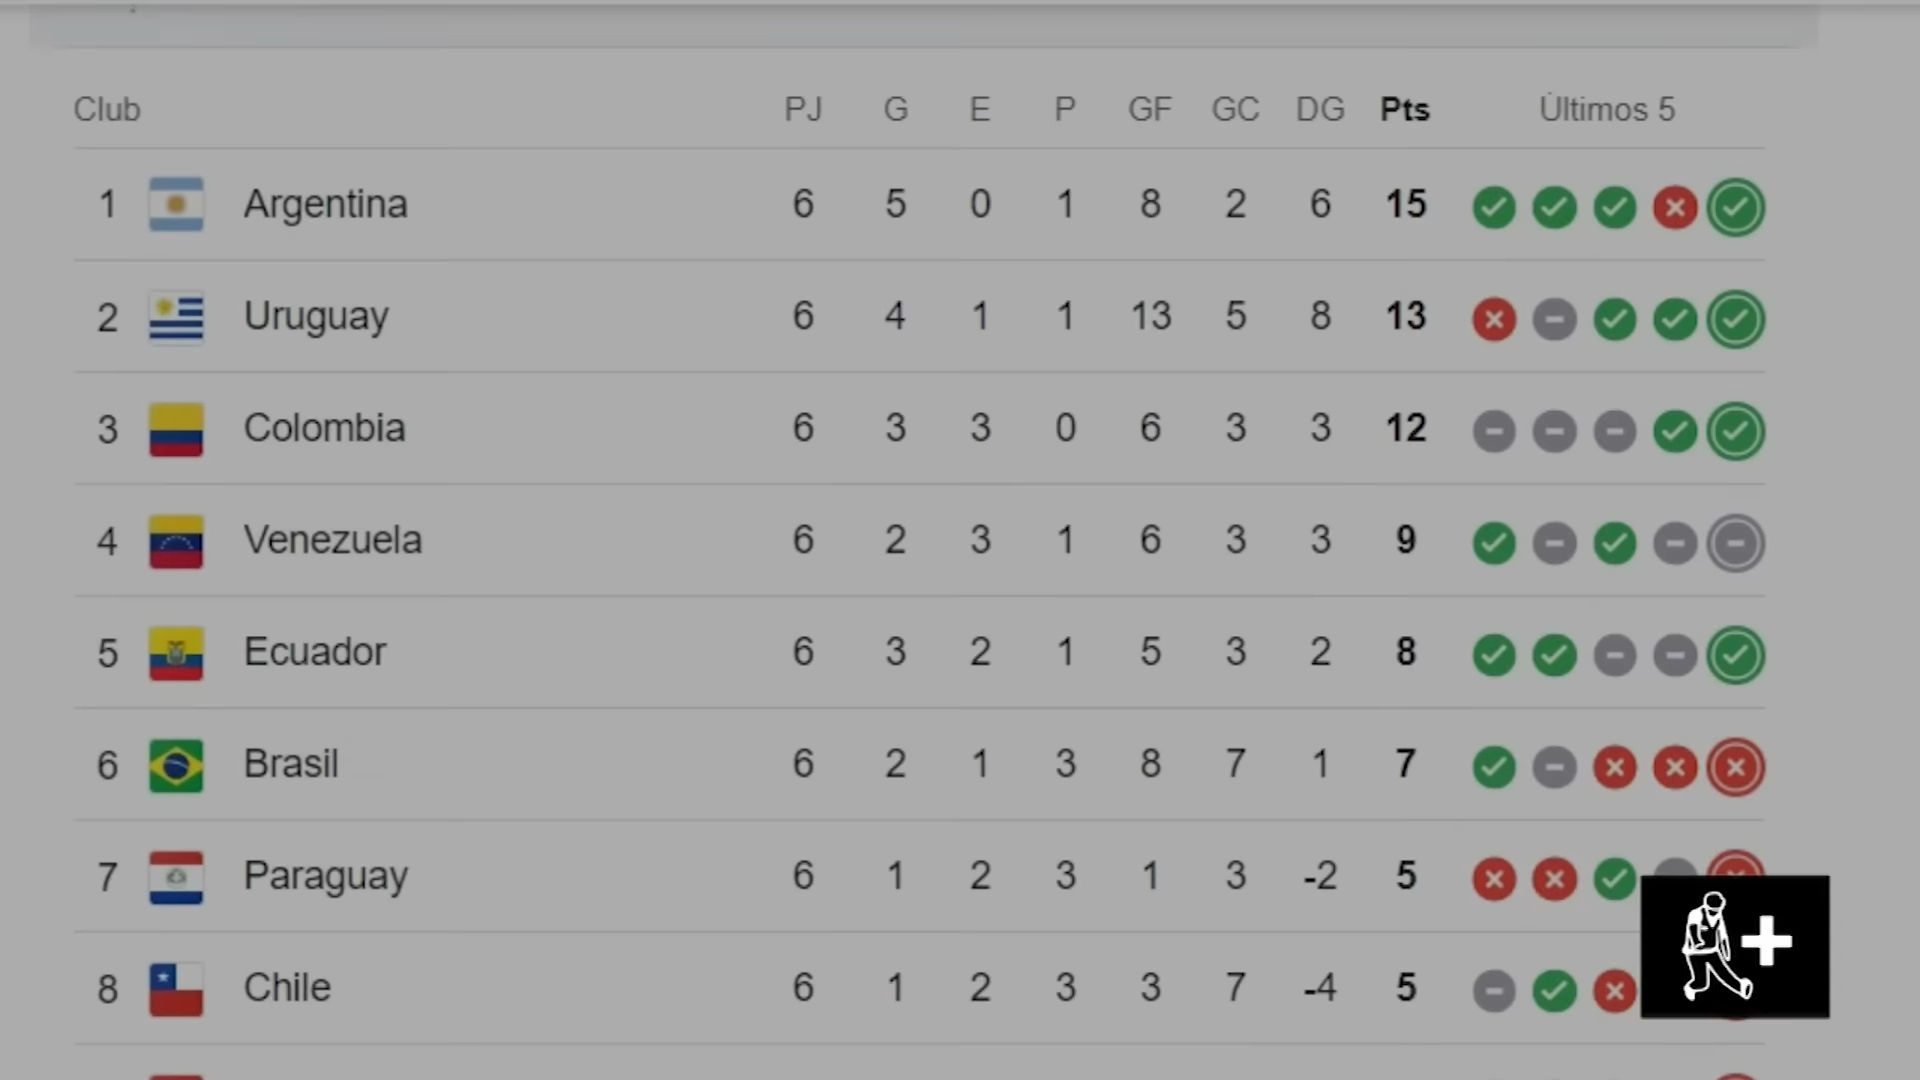 Club PJ G E P GF GC DG Pts Últimos 5
1 Argentina 6 5 0 1 8 2 6 15
2 Uruguay 6 4 1 1 13 5 8 13
3 Colombia 6 3 3 0 6 3 3 12
4 Venezuela 6 2 3 1 6 3 3 9
5 Ecuador 6 3 2 1 5 3 2 8
6 Brasil 6 2 1 3 8 7 1 7
7 Paraguay 6 1 2 3 1 3 -2 5
8 Chile 6 1 2 3 3 7 -4 5